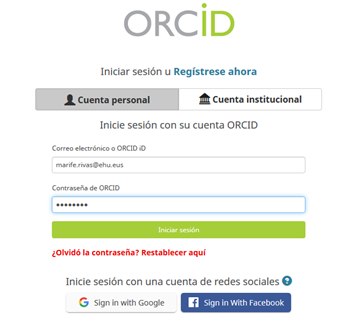 ORCiD
Iniciar sesión u Regístrese ahora
Cuenta personal
Cuenta institucional
Inicie sesión con su cuenta ORCID
Correo electrónico o ORCID iD
marife.rivas@ehu.eus
Contraseña de ORCID
••••••••
Iniciar sesión
¿Olvidó la contraseña? Restablecer aquí
Inicie sesión con una cuenta de redes sociales ?
G Sign in with Google
f Sign in With Facebook